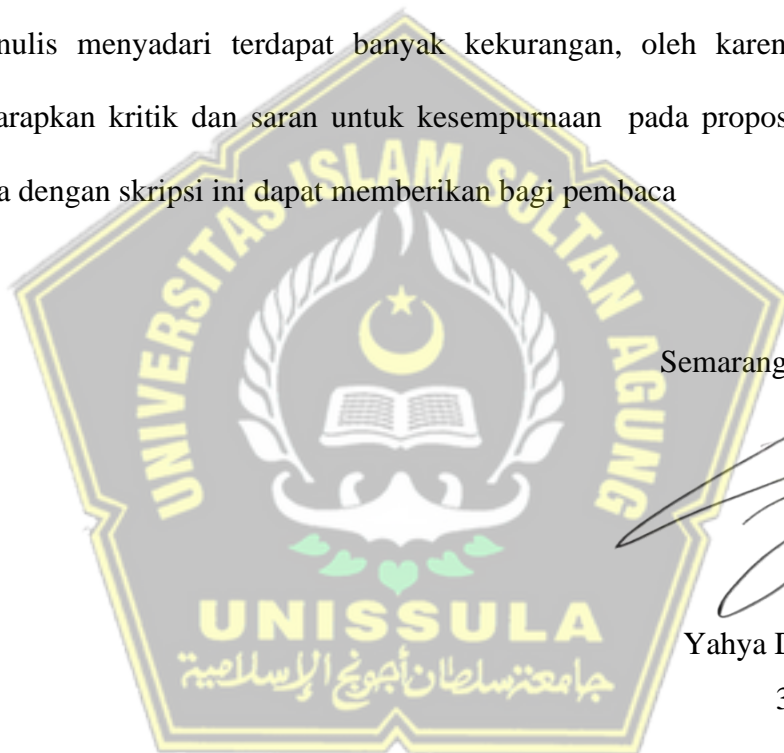 nulis menyadari terdapat banyak kekurangan, oleh karen
arapkan kritik dan saran untuk kesempurnaan pada propos
a dengan skripsi ini dapat memberikan bagi pembaca
UNIVERSITAS ISLAM SULTAN AGUNG
Semarang
UNISSULA
Yahya
جامعة سلطان أجونج الإسلامية
3